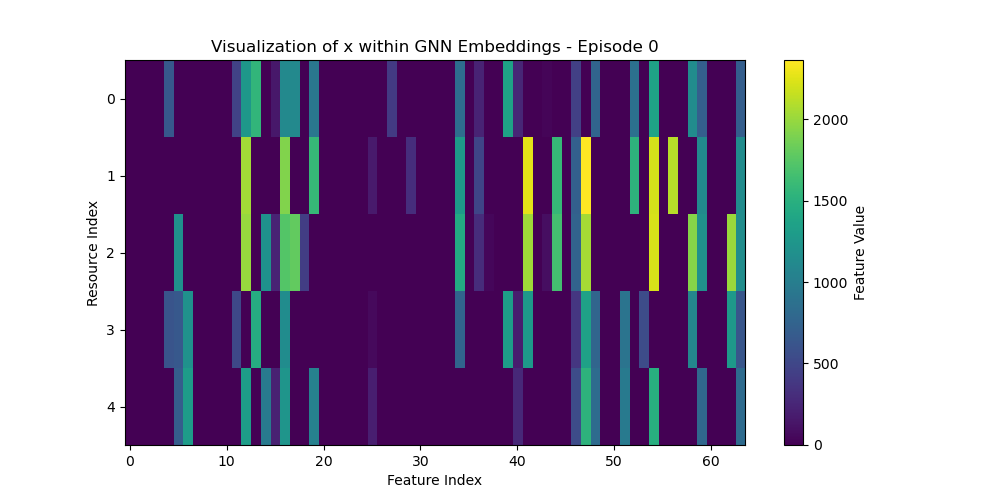 Visualization of x within GNN Embeddings - Episode 0
Resource Index
0
1
2
3
4
0 10 20 30 40 50 60
Feature Index
2000
1500
1000
500
0
Feature Value